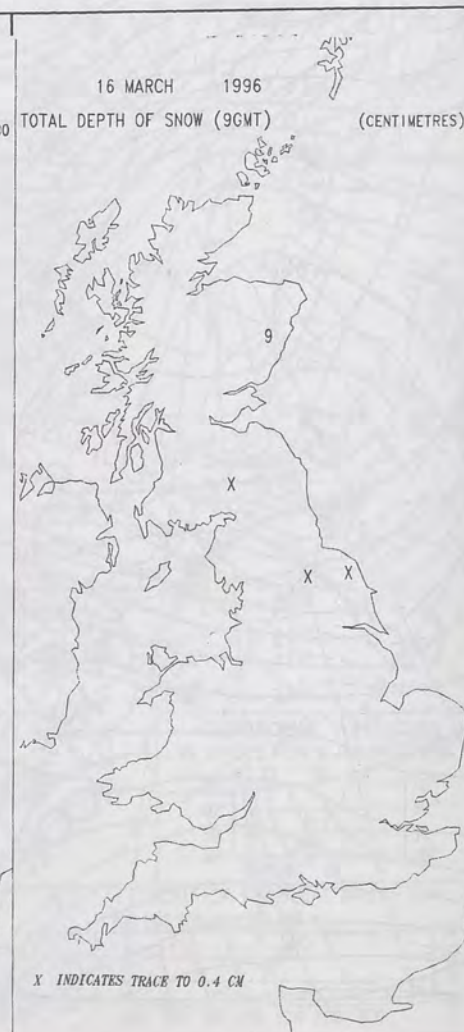 16 MARCH 1996
TOTAL DEPTH OF SNOW (9GMT) (CENTIMETRES)
9
X
X X
X INDICATES TRACE TO 0.4 CM